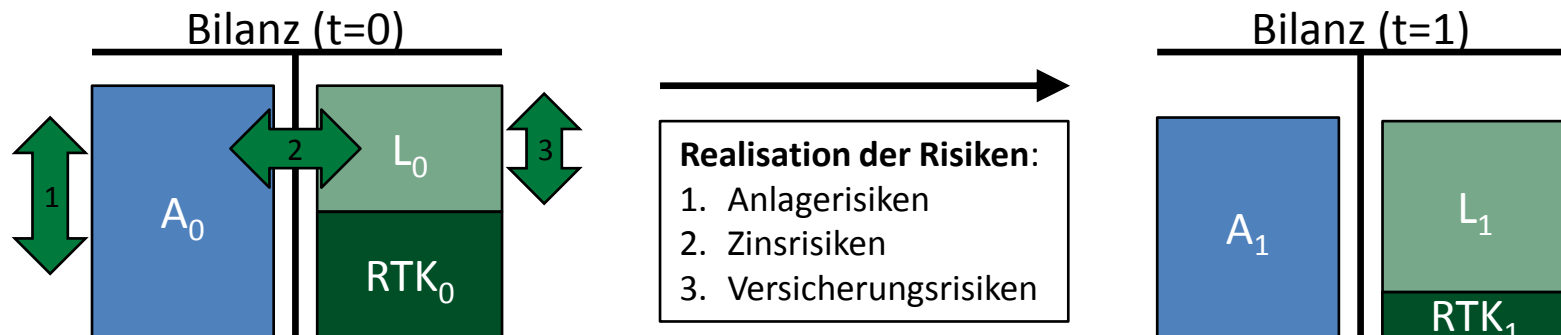 Bilanz (t=0)
1
A₀
2
L₀
3
RTK₀
Realisation der Risiken:
1. Anlagerisiken
2. Zinsrisiken
3. Versicherungsrisiken
Bilanz (t=1)
A₁
L₁
RTK₁